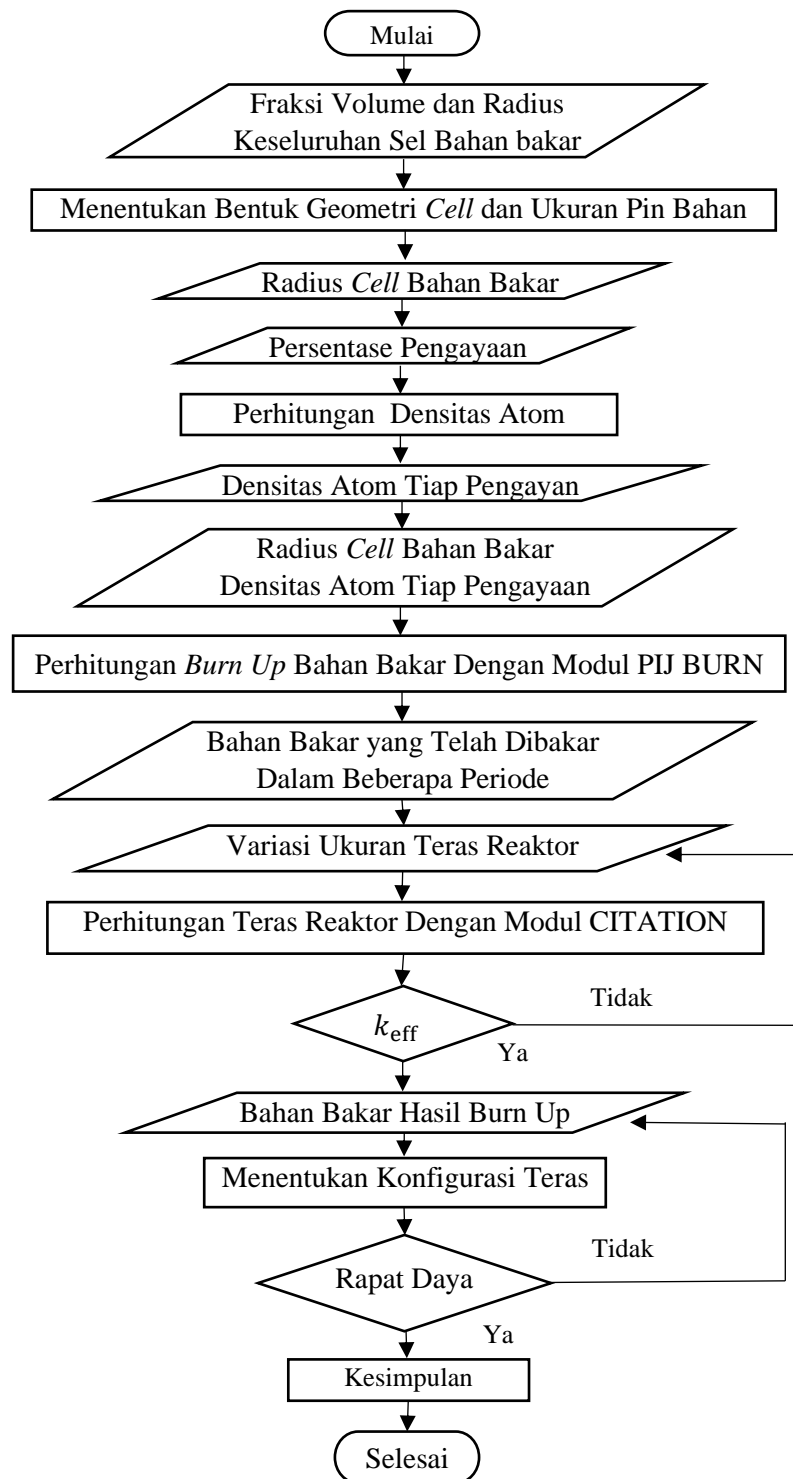 Mulai
Fraksi Volume dan Radius
Keseluruhan Sel Bahan bakar
Menentukan Bentuk Geometri Cell dan Ukuran Pin Bahan
Radius Cell Bahan Bakar
Persentase Pengayaan
Perhitungan Densitas Atom
Densitas Atom Tiap Pengayan
Radius Cell Bahan Bakar
Densitas Atom Tiap Pengayaan
Perhitungan Burn Up Bahan Bakar Dengan Modul PIJ BURN
Bahan Bakar yang Telah Dibakar
Dalam Beberapa Periode
Variasi Ukuran Teras Reaktor
Perhitungan Teras Reaktor Dengan Modul CITATION
Tidak
k_eff
Ya
Bahan Bakar Hasil Burn Up
Menentukan Konfigurasi Teras
Tidak
Rapat Daya
Ya
Kesimpulan
Selesai